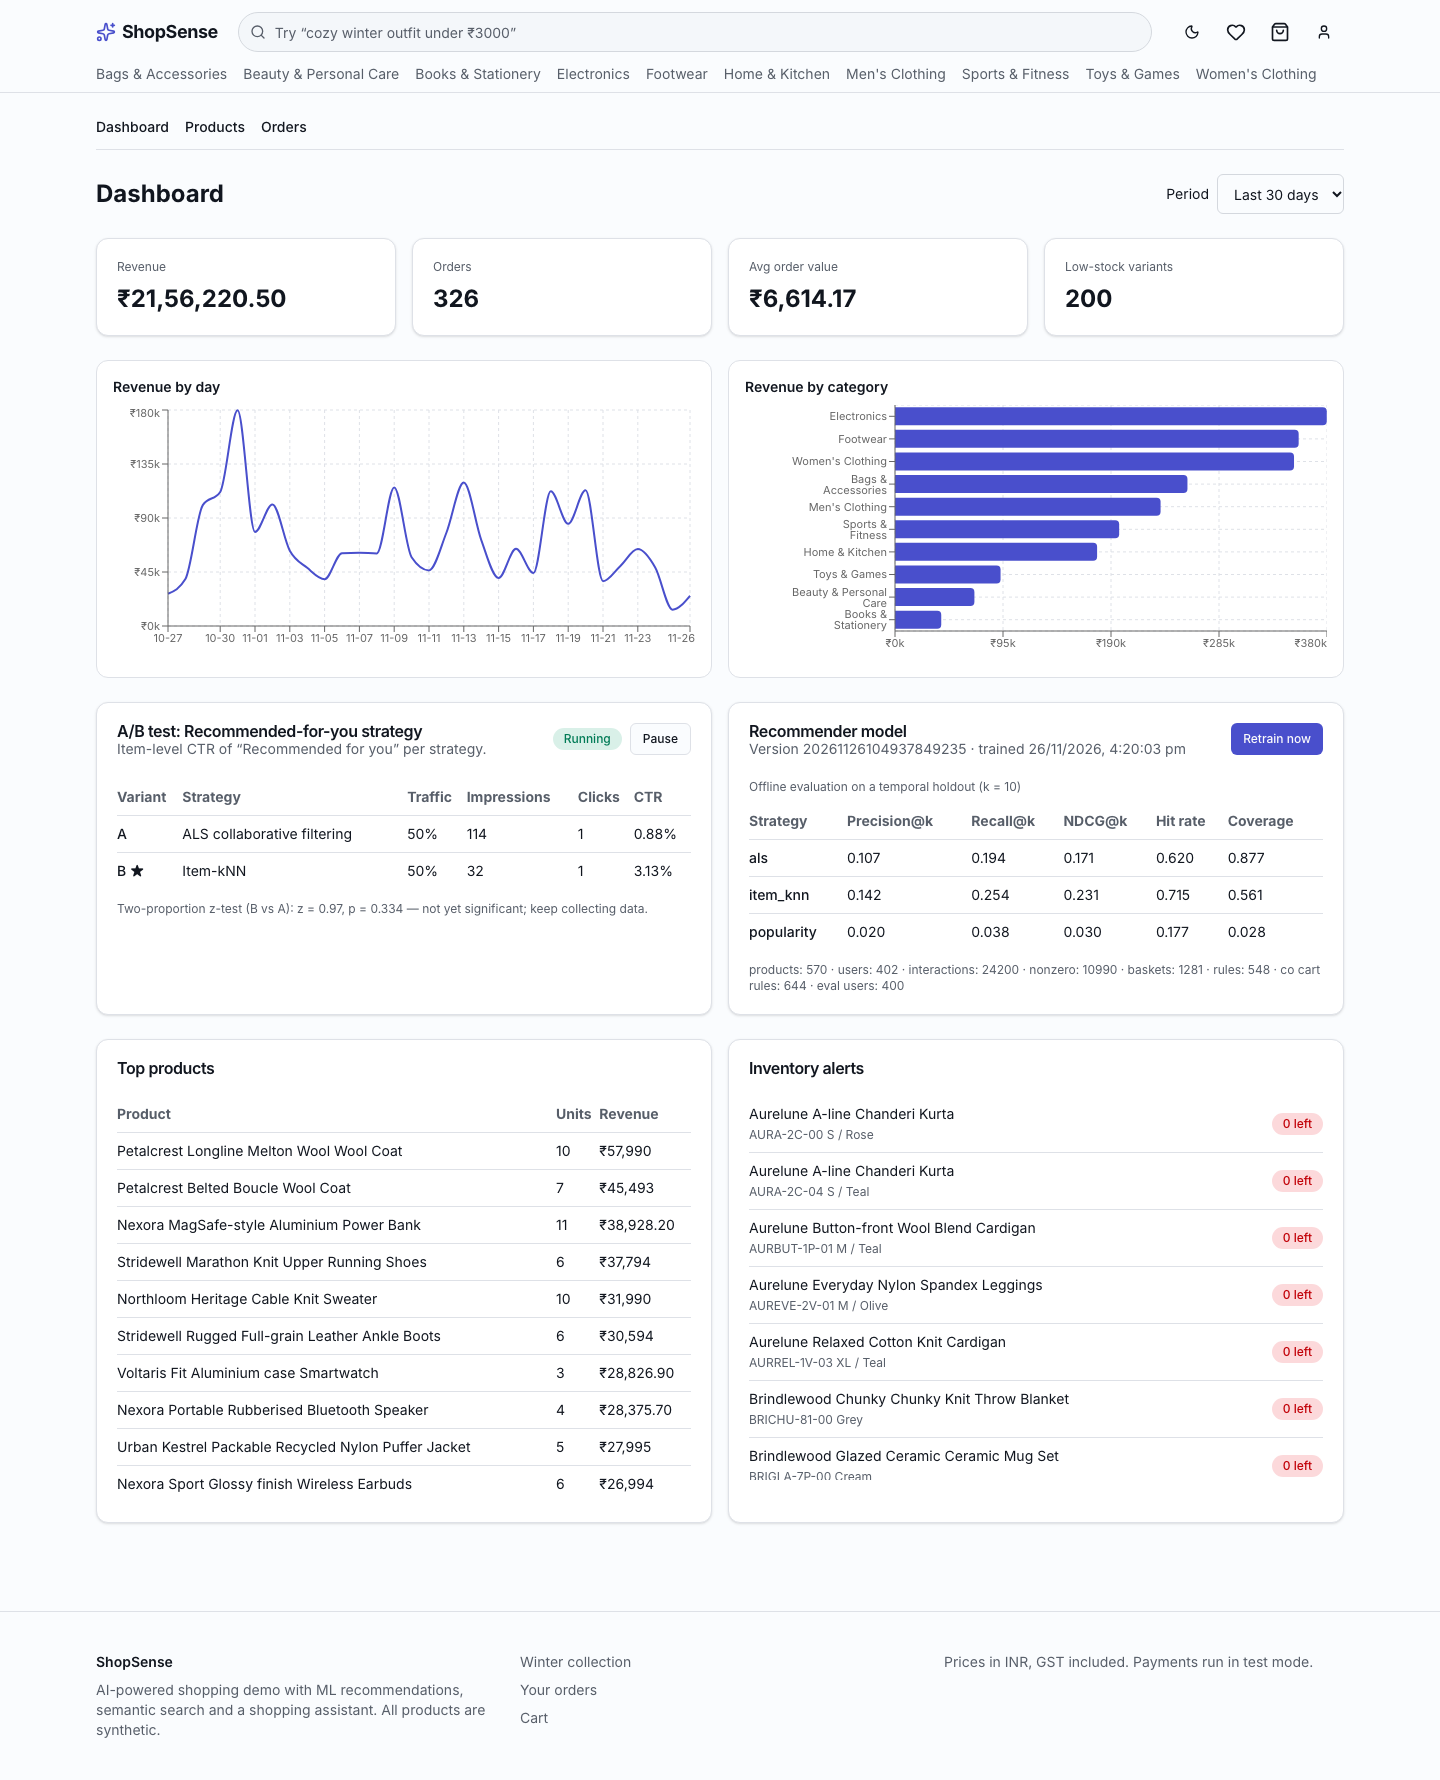 ShopSense
Try “cozy winter outfit under ₹3000”
Bags & Accessories Beauty & Personal Care Books & Stationery Electronics Footwear Home & Kitchen Men's Clothing Sports & Fitness Toys & Games Women's Clothing
Dashboard Products Orders
Dashboard
Period Last 30 days
Revenue
₹21,56,220.50
Orders
326
Avg order value
₹6,614.17
Low-stock variants
200
Revenue by day
₹180k
₹135k
₹90k
₹45k
₹0k
10-27 10-30 11-01 11-03 11-05 11-07 11-09 11-11 11-13 11-15 11-17 11-19 11-21 11-23 11-26
Revenue by category
Electronics
Footwear
Women's Clothing
Bags &
Accessories
Men's Clothing
Sports &
Fitness
Home & Kitchen
Toys & Games
Beauty & Personal
Care
Books &
Stationery
₹0k ₹95k ₹190k ₹285k ₹380k
A/B test: Recommended-for-you strategy
Item-level CTR of “Recommended for you” per strategy.
Running Pause
Variant Strategy Traffic Impressions Clicks CTR
A ALS collaborative filtering 50% 114 1 0.88%
B ★ Item-kNN 50% 32 1 3.13%
Two-proportion z-test (B vs A): z = 0.97, p = 0.334 — not yet significant; keep collecting data.
Recommender model
Version 20261126104937849235 · trained 26/11/2026, 4:20:03 pm
Retrain now
Offline evaluation on a temporal holdout (k = 10)
Strategy Precision@k Recall@k NDCG@k Hit rate Coverage
als 0.107 0.194 0.171 0.620 0.877
item_knn 0.142 0.254 0.231 0.715 0.561
popularity 0.020 0.038 0.030 0.177 0.028
products: 570 · users: 402 · interactions: 24200 · nonzero: 10990 · baskets: 1281 · rules: 548 · co cart
rules: 644 · eval users: 400
Top products
Product Units Revenue
Petalcrest Longline Melton Wool Wool Coat 10 ₹57,990
Petalcrest Belted Boucle Wool Coat 7 ₹45,493
Nexora MagSafe-style Aluminium Power Bank 11 ₹38,928.20
Stridewell Marathon Knit Upper Running Shoes 6 ₹37,794
Northloom Heritage Cable Knit Sweater 10 ₹31,990
Stridewell Rugged Full-grain Leather Ankle Boots 6 ₹30,594
Voltaris Fit Aluminium case Smartwatch 3 ₹28,826.90
Nexora Portable Rubberised Bluetooth Speaker 4 ₹28,375.70
Urban Kestrel Packable Recycled Nylon Puffer Jacket 5 ₹27,995
Nexora Sport Glossy finish Wireless Earbuds 6 ₹26,994
Inventory alerts
Aurelune A-line Chanderi Kurta
AURA-2C-00 S / Rose
0 left
Aurelune A-line Chanderi Kurta
AURA-2C-04 S / Teal
0 left
Aurelune Button-front Wool Blend Cardigan
AURBUT-1P-01 M / Teal
0 left
Aurelune Everyday Nylon Spandex Leggings
AUREVE-2V-01 M / Olive
0 left
Aurelune Relaxed Cotton Knit Cardigan
AURREL-1V-03 XL / Teal
0 left
Brindlewood Chunky Chunky Knit Throw Blanket
BRICHU-81-00 Grey
0 left
Brindlewood Glazed Ceramic Ceramic Mug Set
BRIGLA-7P-00 Cream
0 left
ShopSense
AI-powered shopping demo with ML recommendations,
semantic search and a shopping assistant. All products are
synthetic.
Winter collection
Your orders
Cart
Prices in INR, GST included. Payments run in test mode.